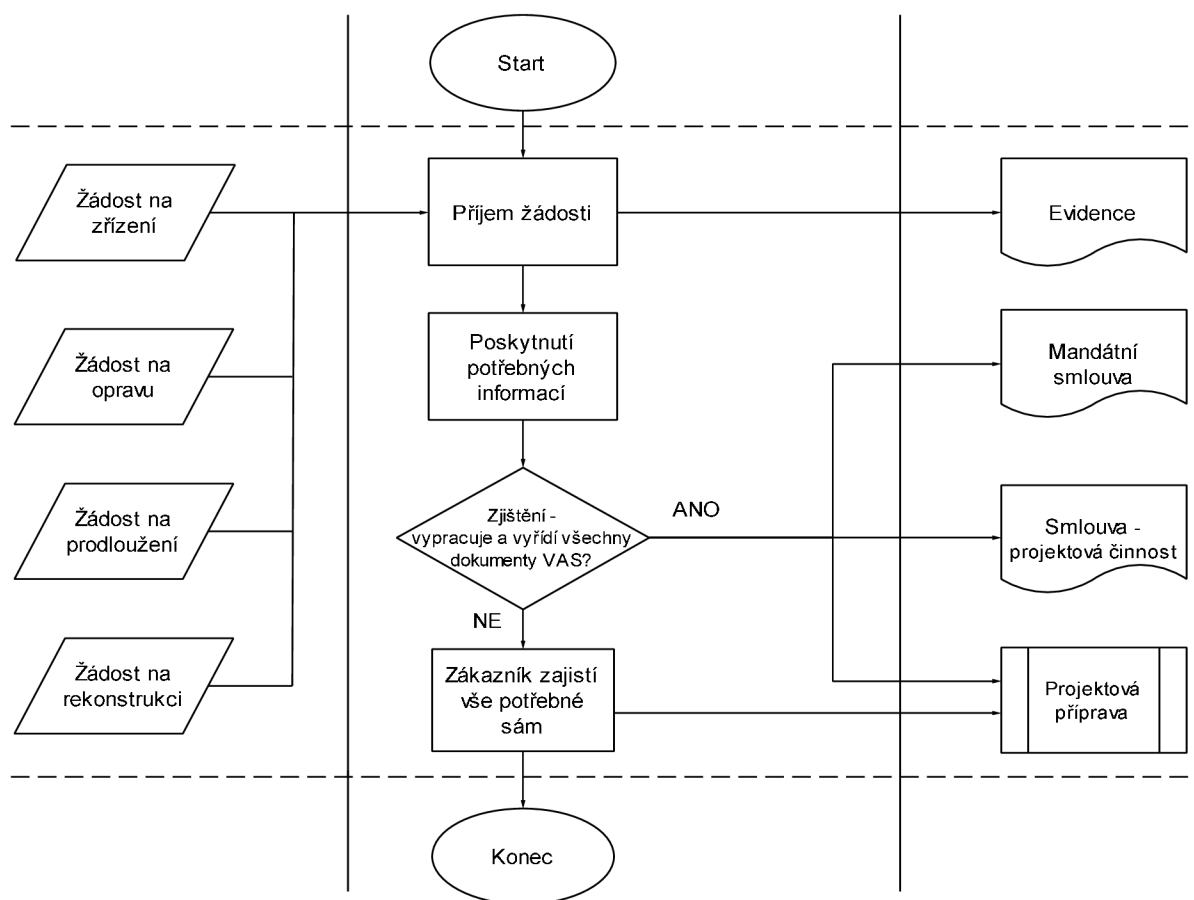 Start
Žádost na
zřízení
Příjem žádosti
Evidence
Žádost na
opravu
Poskytnutí
potřebných
informací
Mandátní
smlouva
Žádost na
prodloužení
Zjištění -
vypracuje a vyřídí všechny
dokumenty VAS?
ANO
Smlouva -
projektová činnost
NE
Žádost na
rekonstrukci
Zákazník zajistí
vše potřebné
sám
Projektová
příprava
Konec